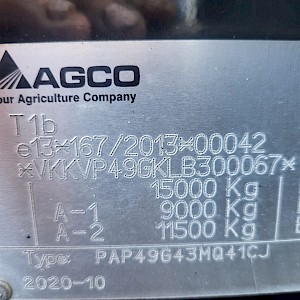 AGCO
our Agriculture Company
T1b
e13*167/2013*00042
*VKKVP49GKLB300067*
15000 Kg
A-1 9000 Kg
A-2 11500 Kg
Type: PAP49G43MQ41CJ
2020-10